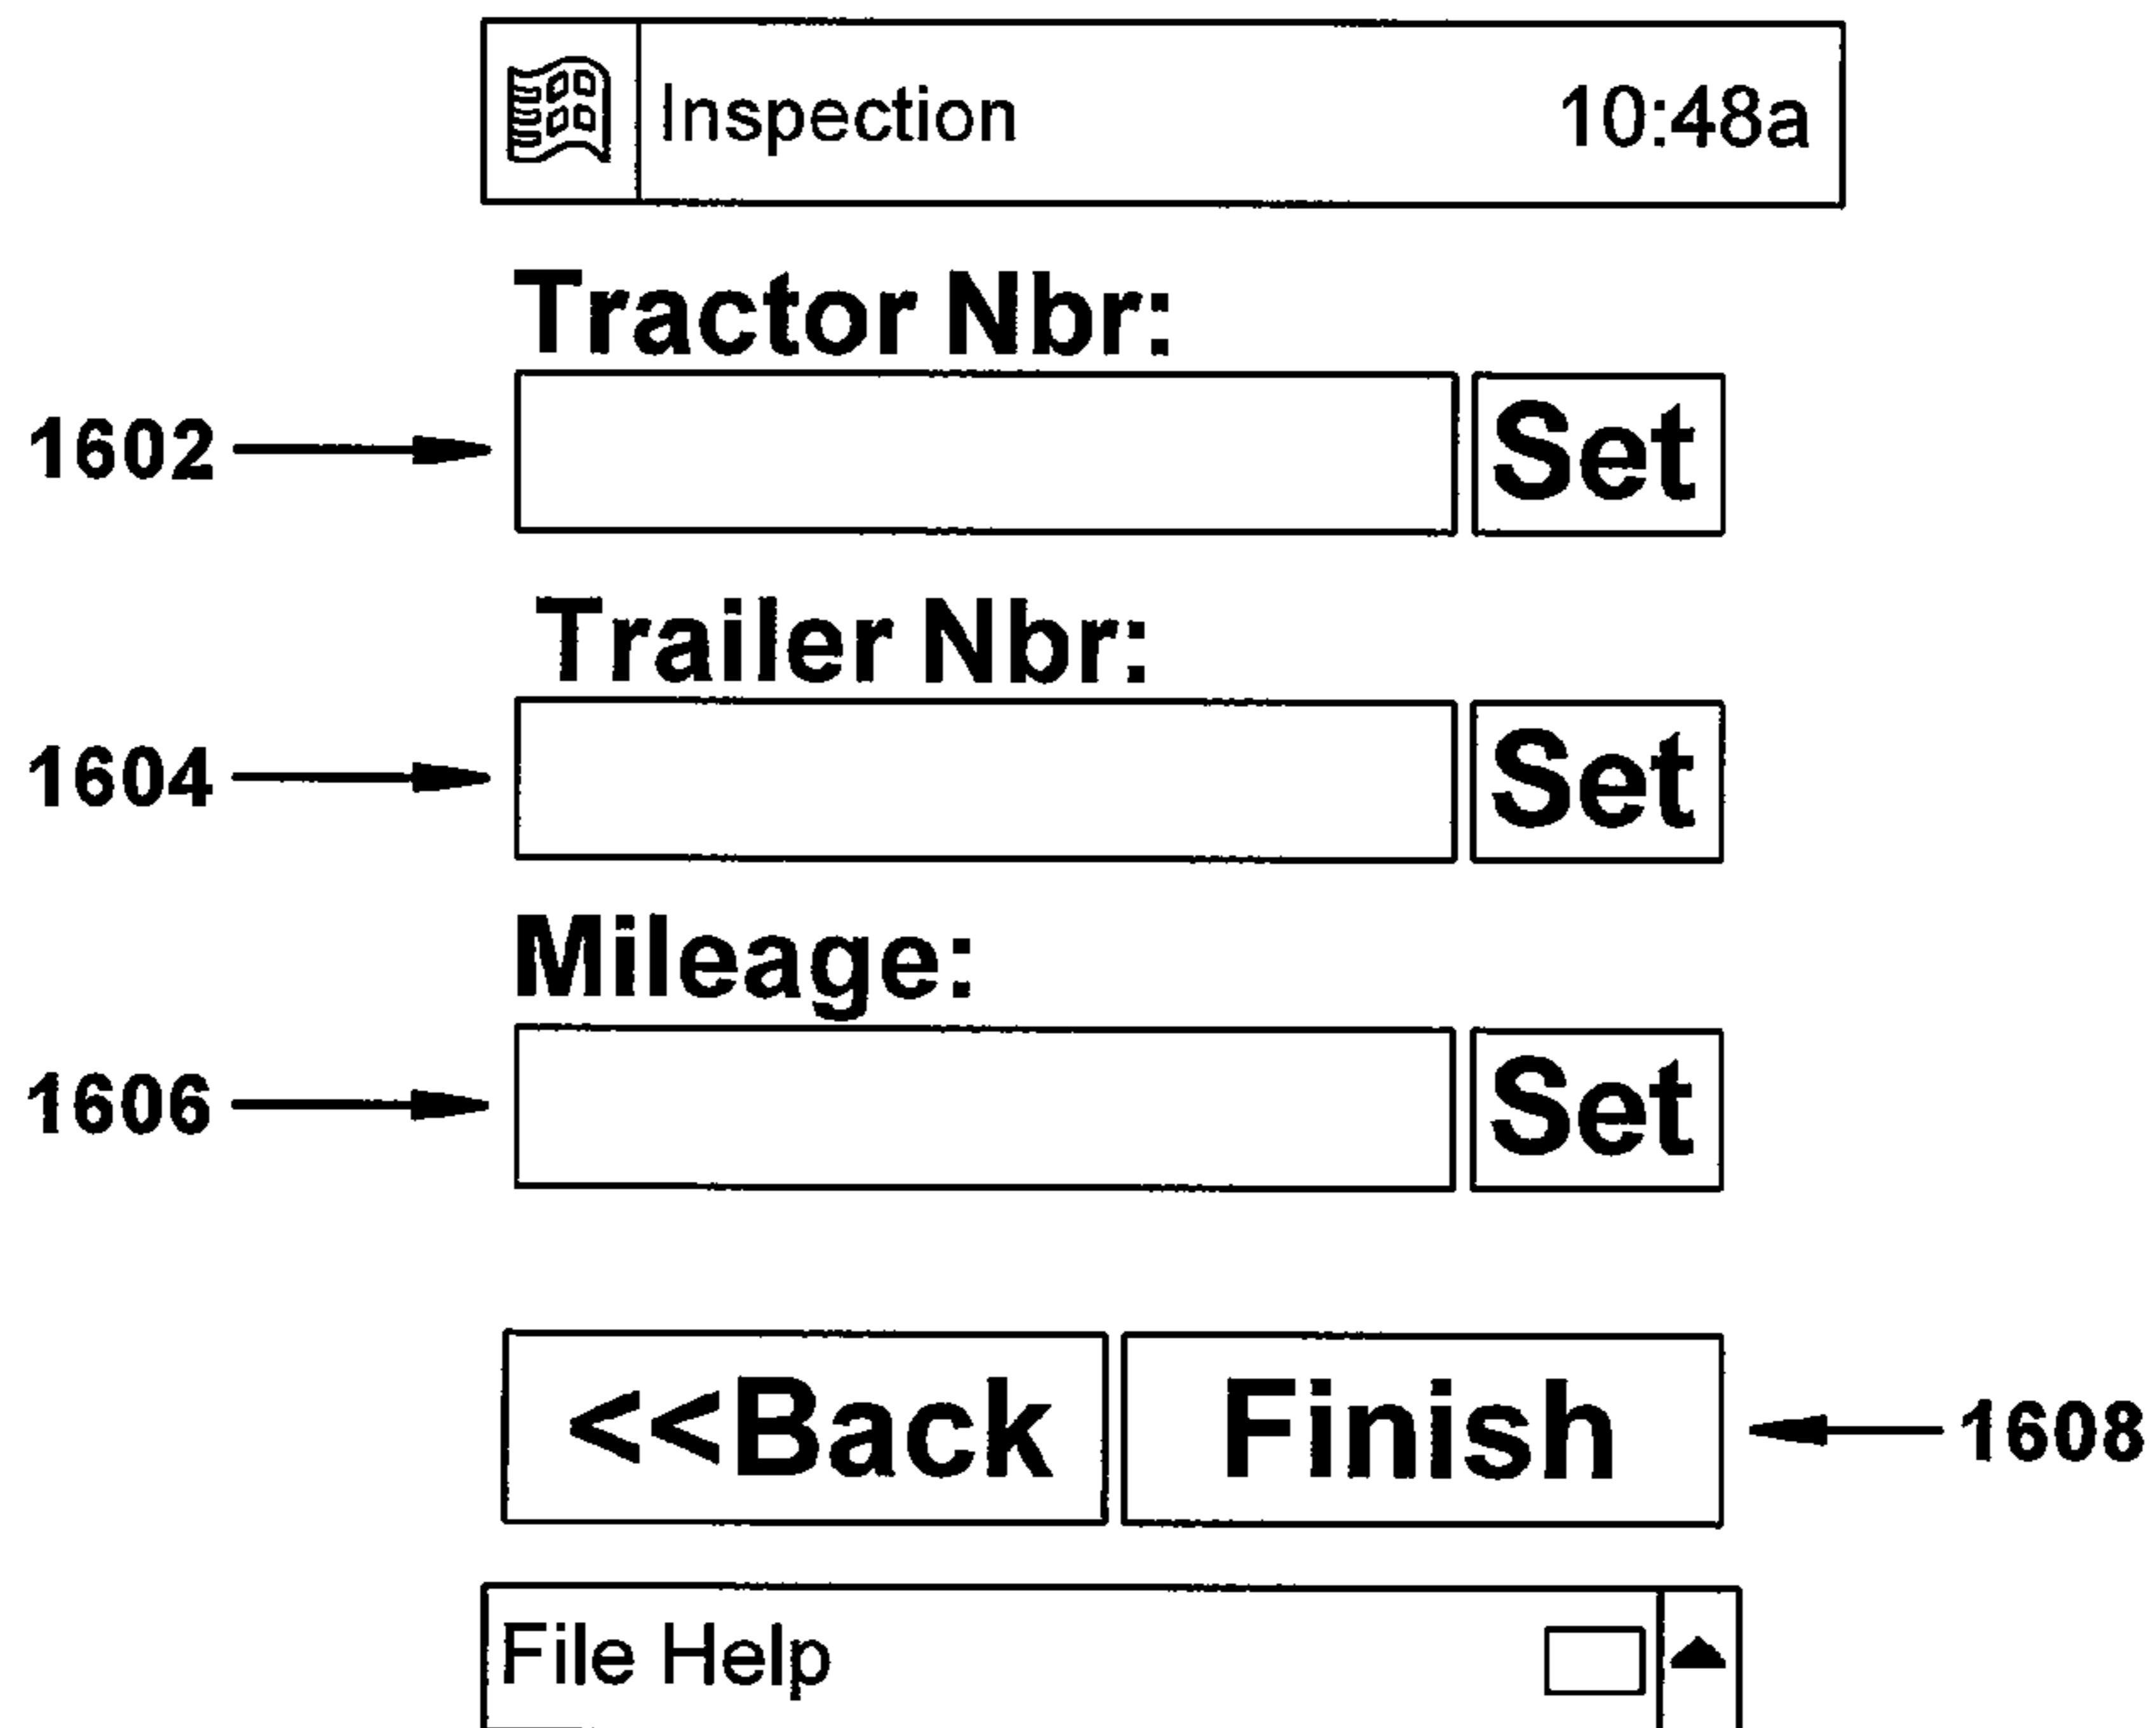 Inspection 10:48a
Tractor Nbr:
1602 Set
Trailer Nbr:
1604 Set
Mileage:
1606 Set
<<Back Finish 1608
File Help